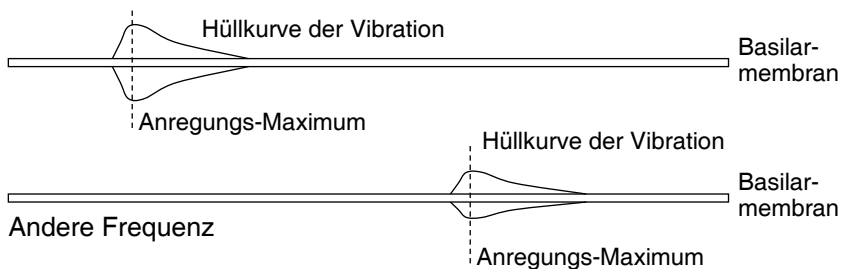 Hüllkurve der Vibration
Basilar-
membran
Anregungs-Maximum
Hüllkurve der Vibration
Basilar-
membran
Andere Frequenz
Anregungs-Maximum